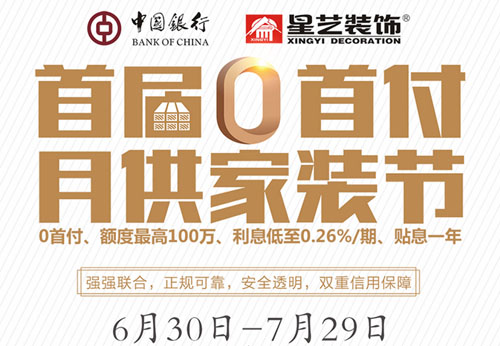 中国银行 星艺装饰®
BANK OF CHINA XINGYI XINGYI DECORATION
首届0首付
月供家装节
0首付、额度最高100万、利息低至0.26%/期、贴息一年
强强联合，正规可靠，安全透明，双重信用保障
6月30日-7月29日